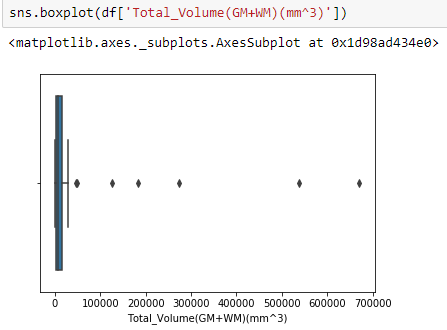 sns.boxplot(df['Total_Volume(GM+WM)(mm^3)'])
<matplotlib.axes._subplots.AxesSubplot at 0x1d98ad434e0>
0 100000 200000 300000 400000 500000 600000 700000
Total_Volume(GM+WM)(mm^3)